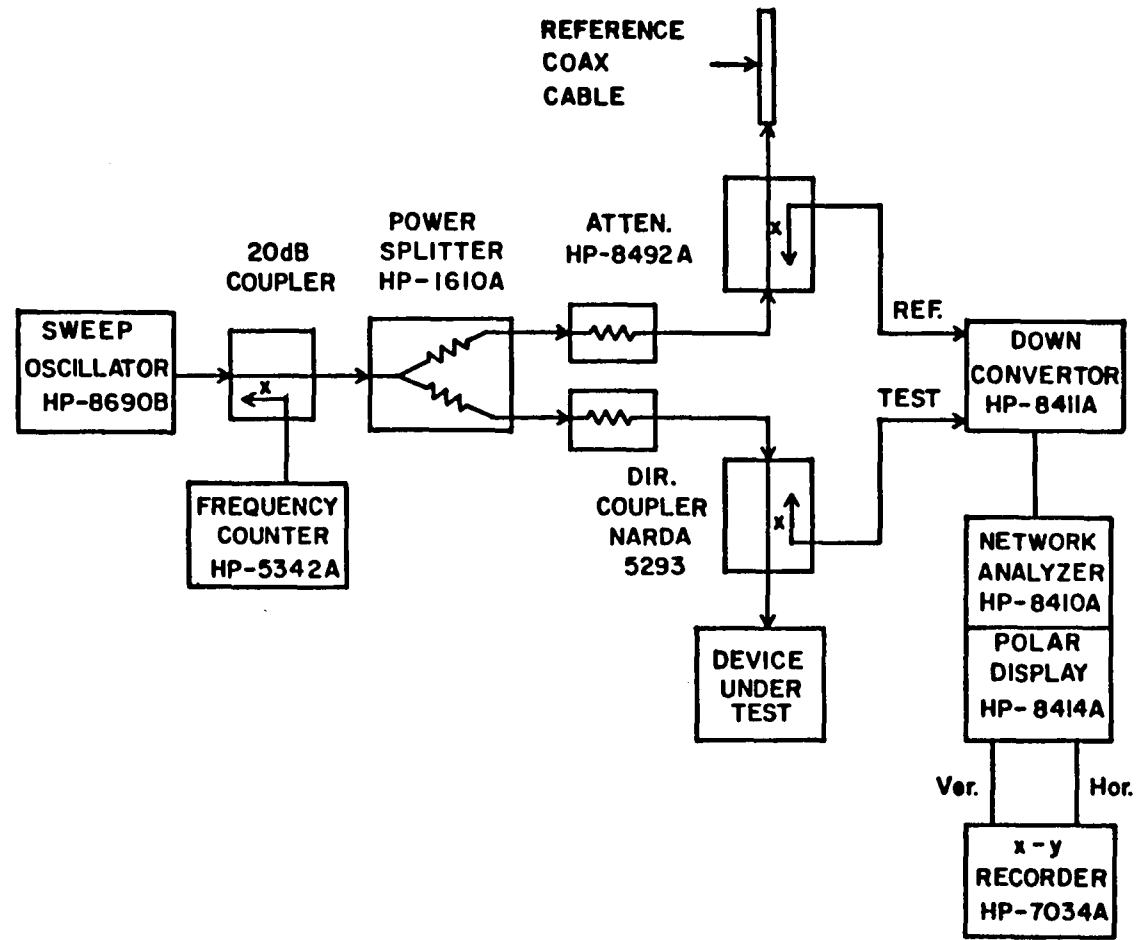 REFERENCE
COAX
CABLE
POWER
SPLITTER
HP-1610A
ATTEN.
HP-8492A
20dB
COUPLER
x
REF.
SWEEP
OSCILLATOR
HP-8690B
x
DOWN
CONVERTOR
HP-8411A
TEST
FREQUENCY
COUNTER
HP-5342A
DIR.
COUPLER
NARDA
5293
x
NETWORK
ANALYZER
HP-8410A
POLAR
DISPLAY
HP-8414A
DEVICE
UNDER
TEST
Ver.
Hor.
x-y
RECORDER
HP-7034A